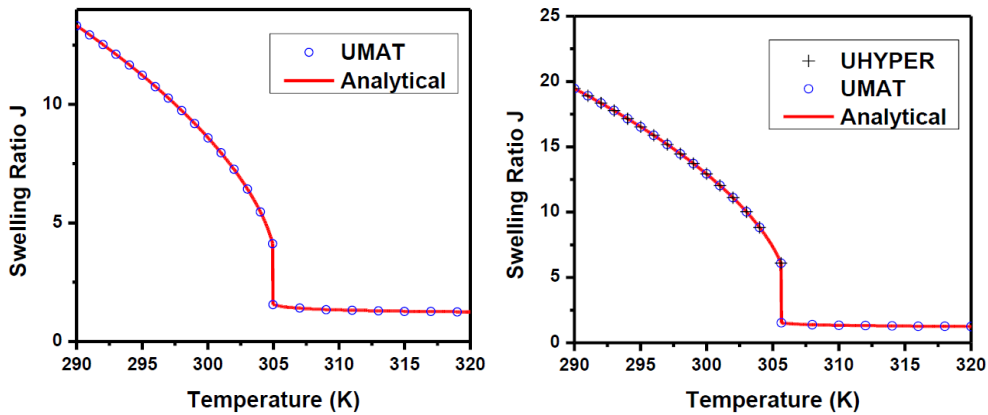 UMAT
Analytical
10
5
0
290 295 300 305 310 315 320
Swelling Ratio J
Temperature (K)
UHYPER
UMAT
Analytical
25
20
15
10
5
0
290 295 300 305 310 315 320
Swelling Ratio J
Temperature (K)